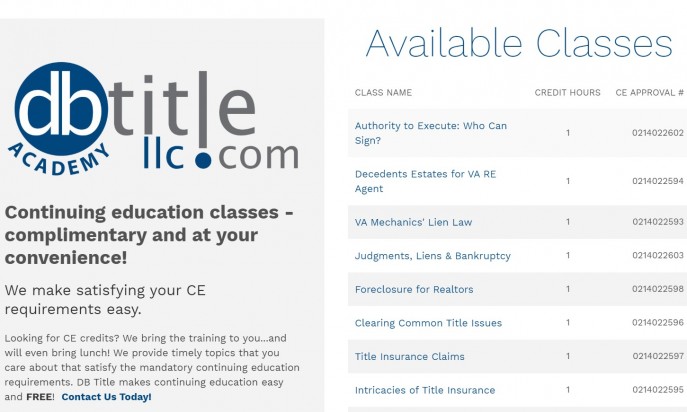 dbtitle
ACADEMY
llc.com
Continuing education classes -
complimentary and at your
convenience!
We make satisfying your CE
requirements easy.
Looking for CE credits? We bring the training to you...and
will even bring lunch! We provide timely topics that you
care about that satisfy the mandatory continuing education
requirements. DB Title makes continuing education easy
and FREE! Contact Us Today!
Available Classes
CLASS NAME CREDIT HOURS CE APPROVAL #
Authority to Execute: Who Can
Sign? 1 0214022602
Decedents Estates for VA RE
Agent 1 0214022594
VA Mechanics' Lien Law 1 0214022593
Judgments, Liens & Bankruptcy 1 0214022603
Foreclosure for Realtors 1 0214022598
Clearing Common Title Issues 1 0214022596
Title Insurance Claims 1 0214022597
Intricacies of Title Insurance 1 0214022595